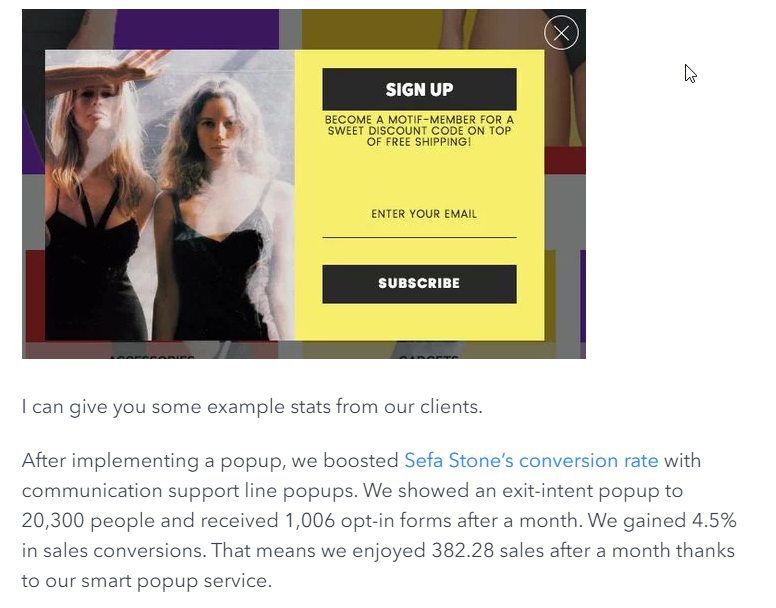 SIGN UP
BECOME A MOTIF-MEMBER FOR A
SWEET DISCOUNT CODE ON TOP
OF FREE SHIPPING!
ENTER YOUR EMAIL
SUBSCRIBE
ACCESSORIES
GADGETS
I can give you some example stats from our clients.
After implementing a popup, we boosted Sefa Stone's conversion rate with
communication support line popups. We showed an exit-intent popup to
20,300 people and received 1,006 opt-in forms after a month. We gained 4.5%
in sales conversions. That means we enjoyed 382.28 sales after a month thanks
to our smart popup service.